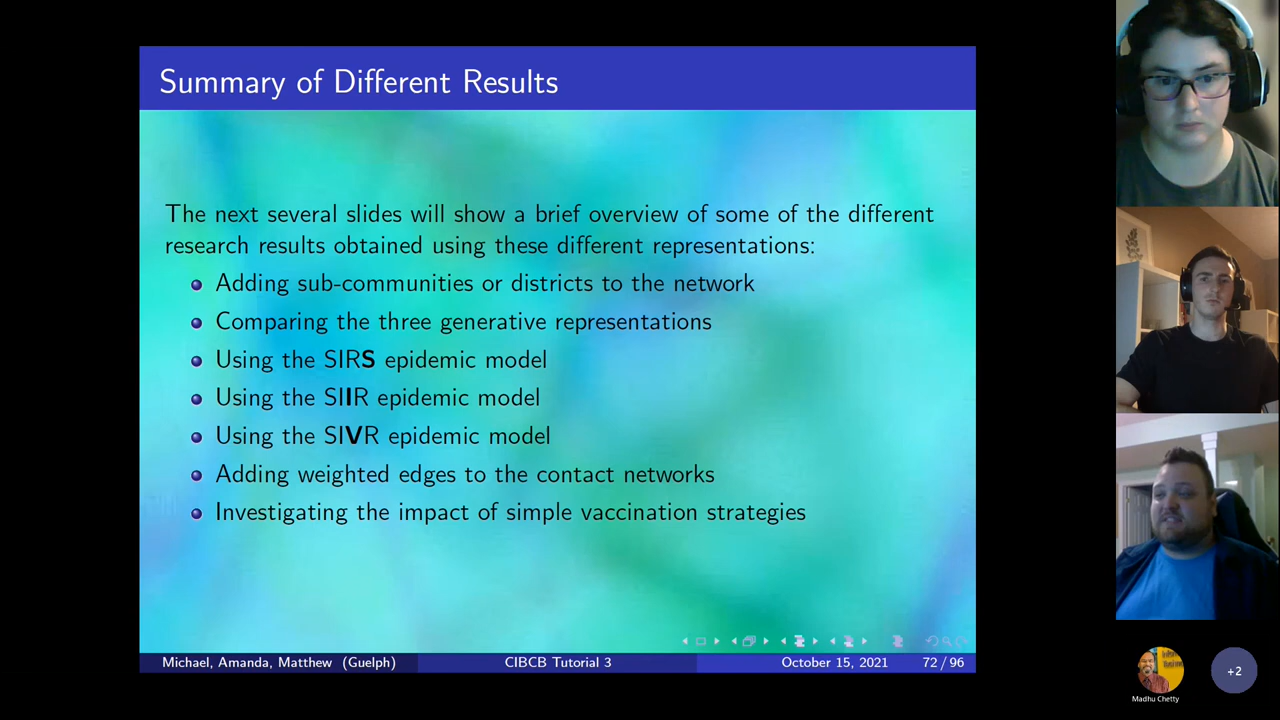 Summary of Different Results
The next several slides will show a brief overview of some of the different
research results obtained using these different representations:
Adding sub-communities or districts to the network
Comparing the three generative representations
Using the SIRS epidemic model
Using the SIIR epidemic model
Using the SIVR epidemic model
Adding weighted edges to the contact networks
Investigating the impact of simple vaccination strategies
Michael, Amanda, Matthew (Guelph)
CIBCB Tutorial 3
October 15, 2021
72 / 96
Madhu Chetty
+2